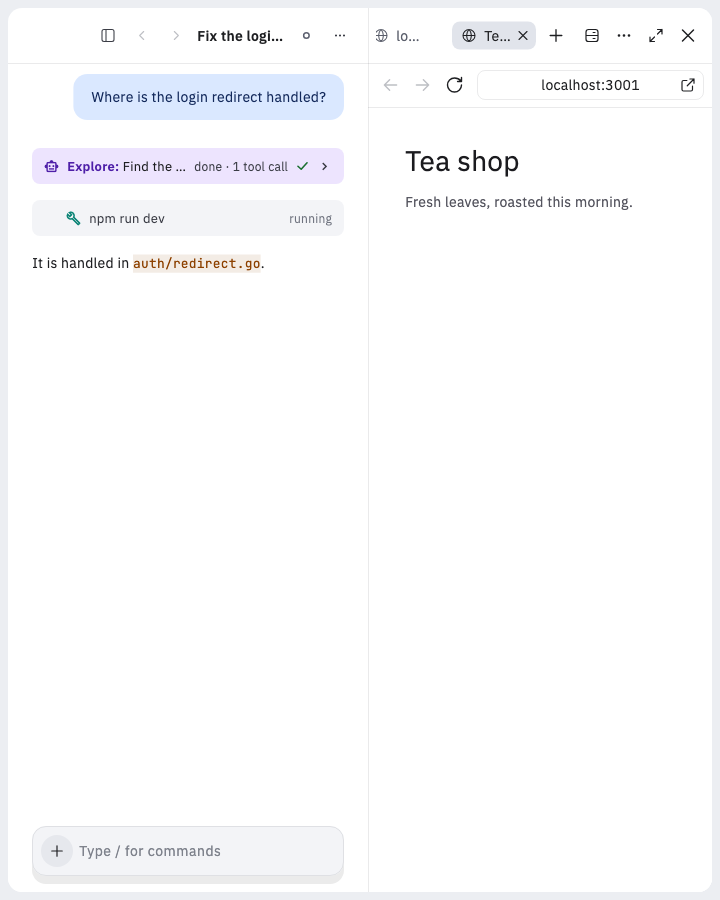 Fix the logi...
lo...
Te...
localhost:3001
Where is the login redirect handled?
Explore: Find the ... done · 1 tool call
npm run dev running
It is handled in auth/redirect.go.
Tea shop
Fresh leaves, roasted this morning.
Type / for commands